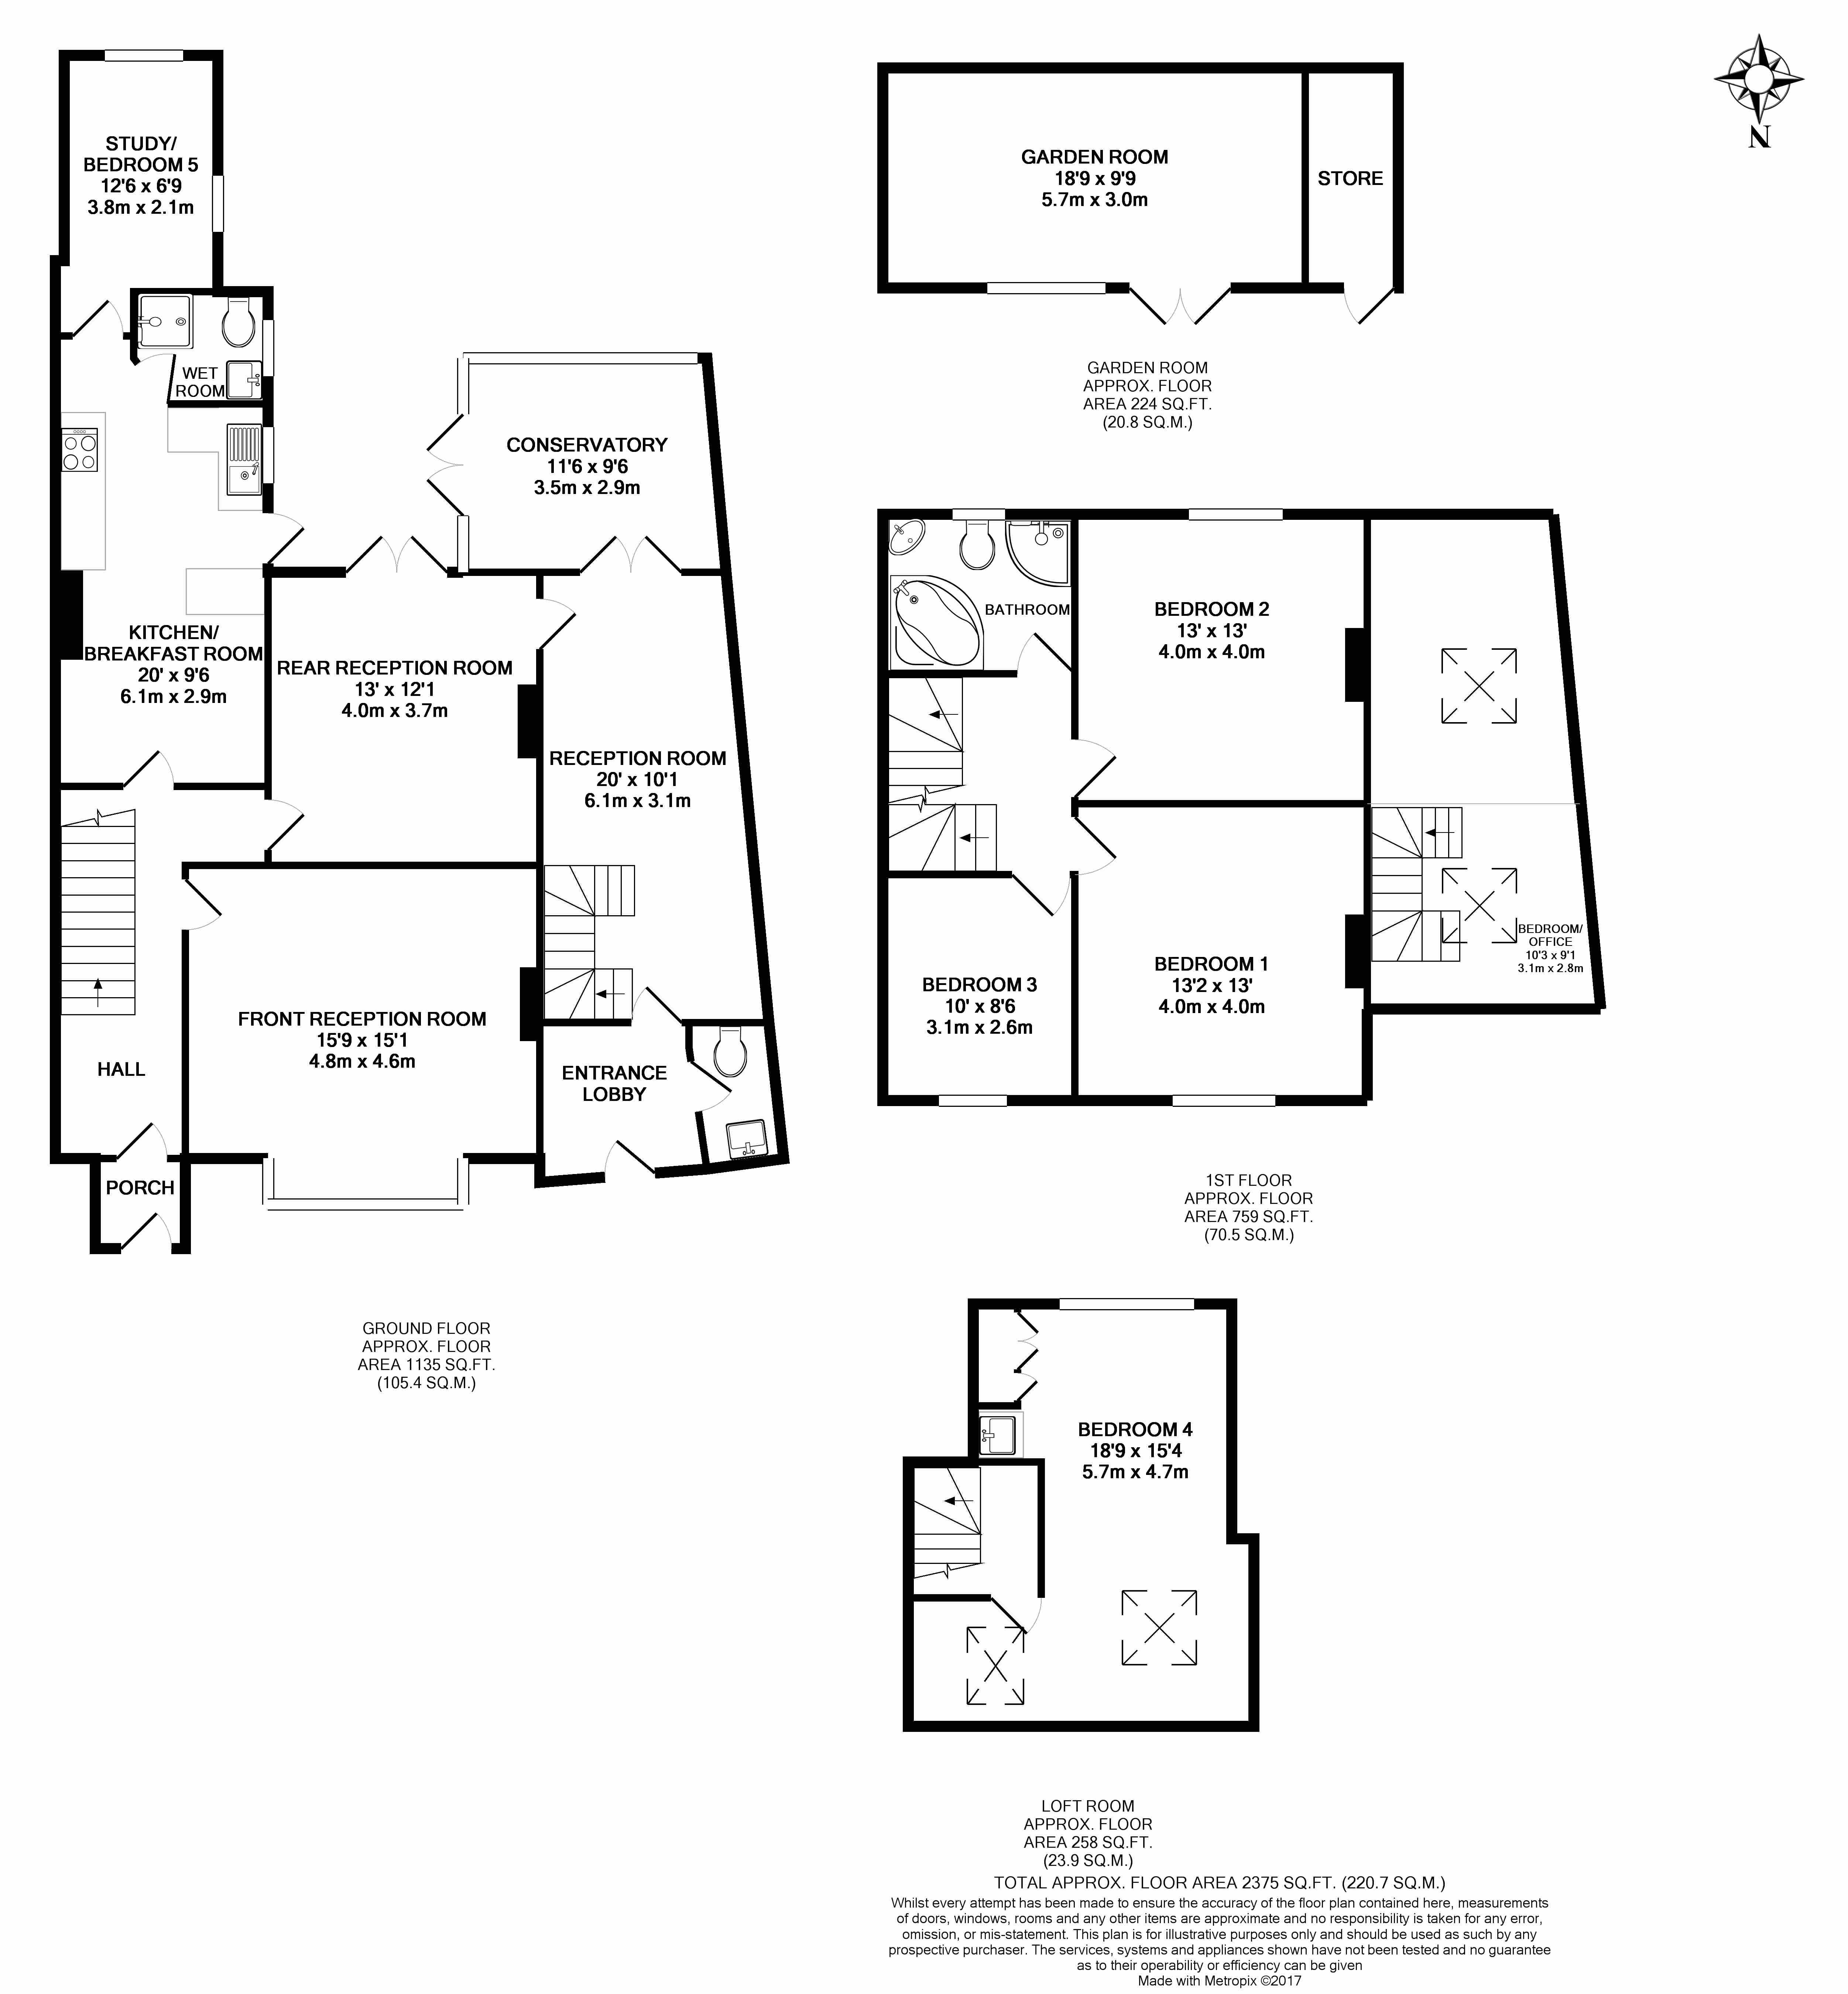 STUDY/
BEDROOM 5
12'6 x 6'9
3.8m x 2.1m
WET
ROOM
CONSERVATORY
11'6 x 9'6
3.5m x 2.9m
KITCHEN/
BREAKFAST ROOM
20' x 9'6
6.1m x 2.9m
REAR RECEPTION ROOM
13' x 12'1
4.0m x 3.7m
RECEPTION ROOM
20' x 10'1
6.1m x 3.1m
FRONT RECEPTION ROOM
15'9 x 15'1
4.8m x 4.6m
HALL
ENTRANCE
LOBBY
PORCH
GROUND FLOOR
APPROX. FLOOR
AREA 1135 SQ.FT.
(105.4 SQ.M.)
GARDEN ROOM
18'9 x 9'9
5.7m x 3.0m
STORE
N
GARDEN ROOM
APPROX. FLOOR
AREA 224 SQ.FT.
(20.8 SQ.M.)
BATHROOM
BEDROOM 2
13' x 13'
4.0m x 4.0m
BEDROOM/
OFFICE
10'3 x 9'1
3.1m x 2.8m
BEDROOM 3
10' x 8'6
3.1m x 2.6m
BEDROOM 1
13'2 x 13'
4.0m x 4.0m
1ST FLOOR
APPROX. FLOOR
AREA 759 SQ.FT.
(70.5 SQ.M.)
BEDROOM 4
18'9 x 15'4
5.7m x 4.7m
LOFT ROOM
APPROX. FLOOR
AREA 258 SQ.FT.
(23.9 SQ.M.)
TOTAL APPROX. FLOOR AREA 2375 SQ.FT. (220.7 SQ.M.)
Whilst every attempt has been made to ensure the accuracy of the floor plan contained here, measurements
of doors, windows, rooms and any other items are approximate and no responsibility is taken for any error,
omission, or mis-statement. This plan is for illustrative purposes only and should be used as such by any
prospective purchaser. The services, systems and appliances shown have not been tested and no guarantee
as to their operability or efficiency can be given
Made with Metropix ©2017